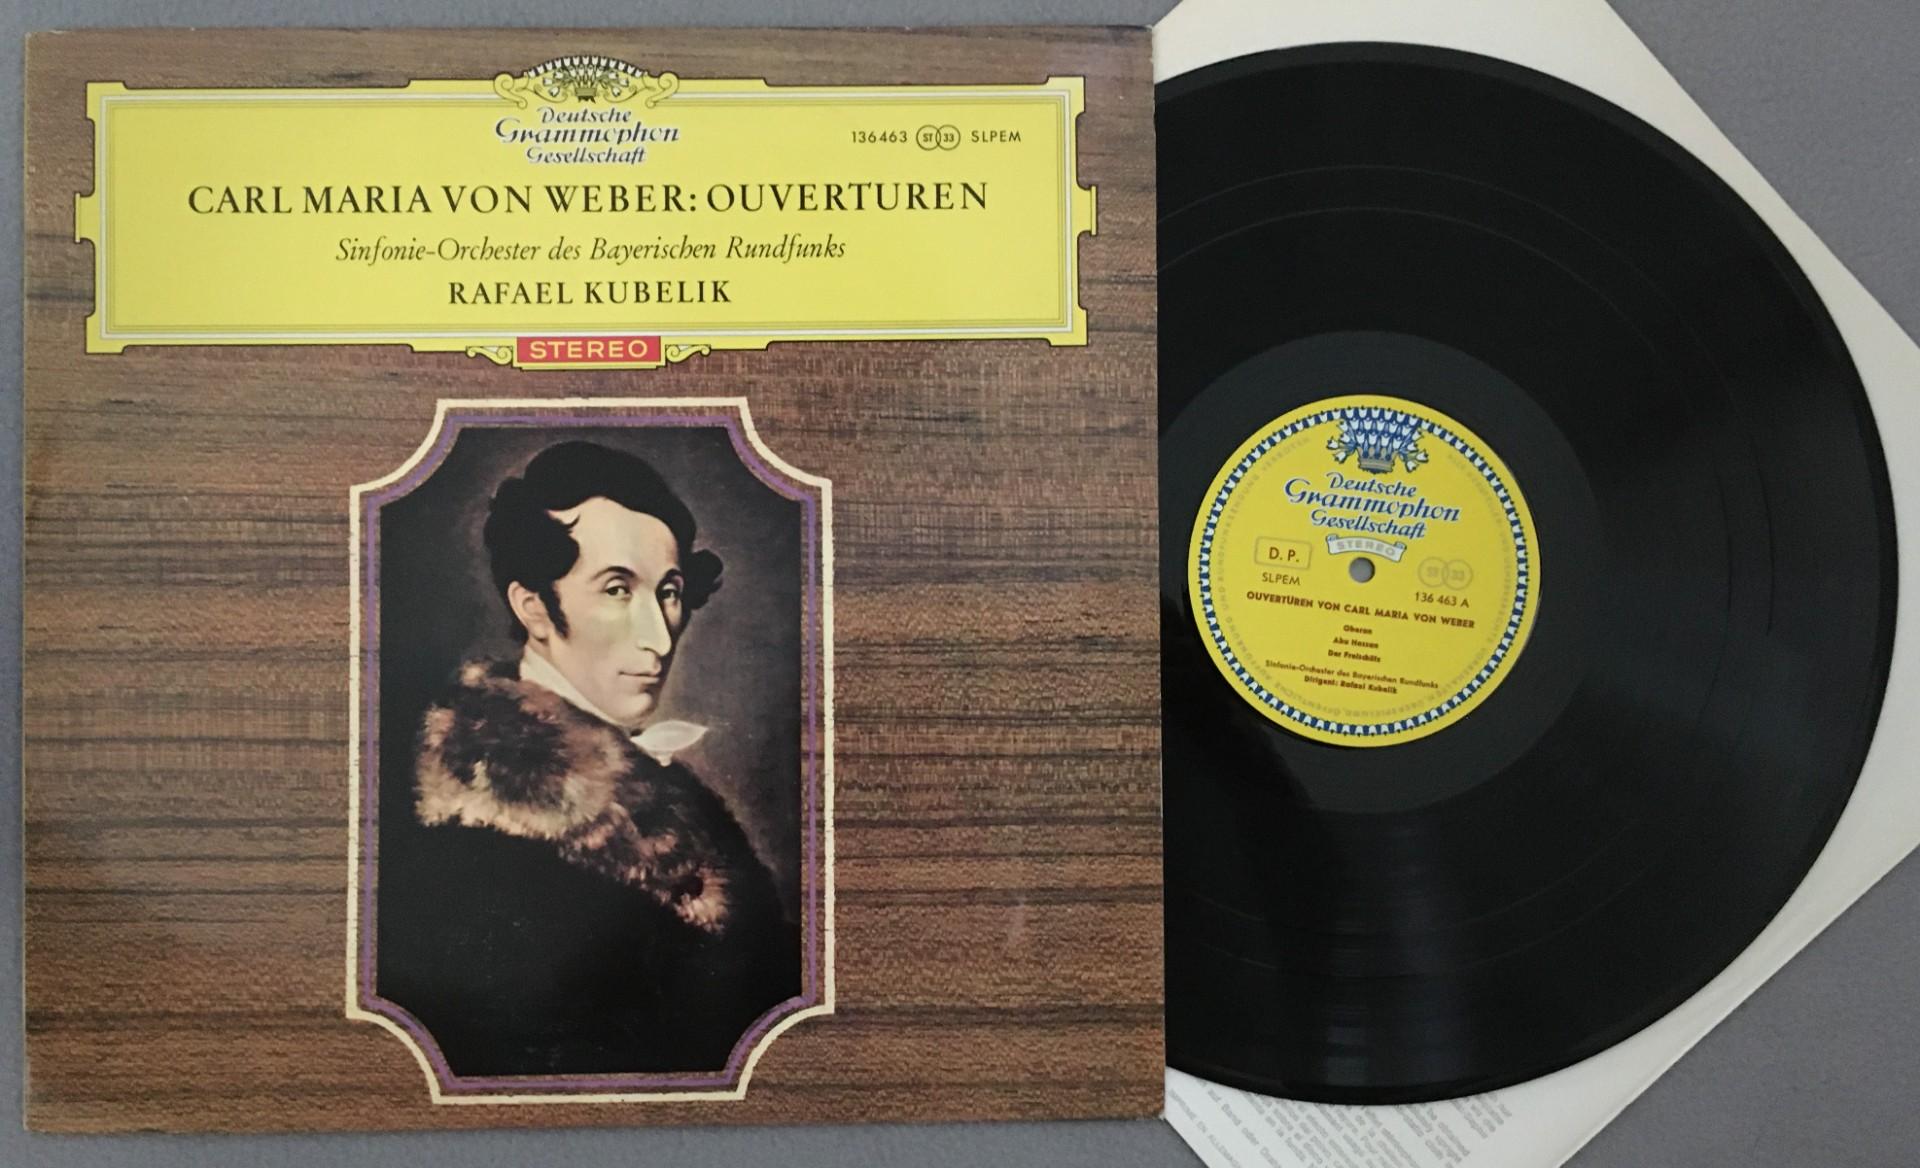 Deutsche
Grammophon
Gesellschaft
136463 ST 33 SLPEM
CARL MARIA VON WEBER: OUVERTUREN
Sinfonie-Orchester des Bayerischen Rundfunks
RAFAEL KUBELIK
STEREO
Deutsche
Grammophon
Gesellschaft
STEREO
D. P.
ST 33
SLPEM
136 463 A
OUVERTÜREN VON CARL MARIA VON WEBER
Oberon
Abu Hassan
Der Freischütz
Sinfonie-Orchester des Bayerischen Rundfunks
Dirigent: Rafael Kubelik